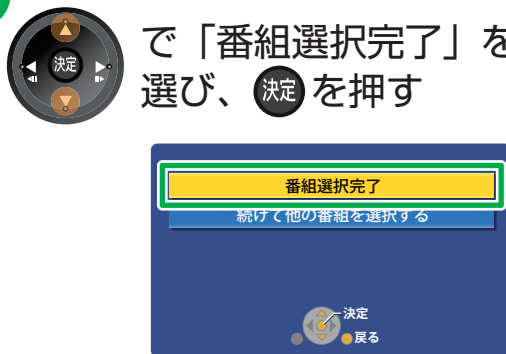 決定
で「番組選択完了」を
選び、決定を押す
番組選択完了
続けて他の番組を選択する
決定
戻る